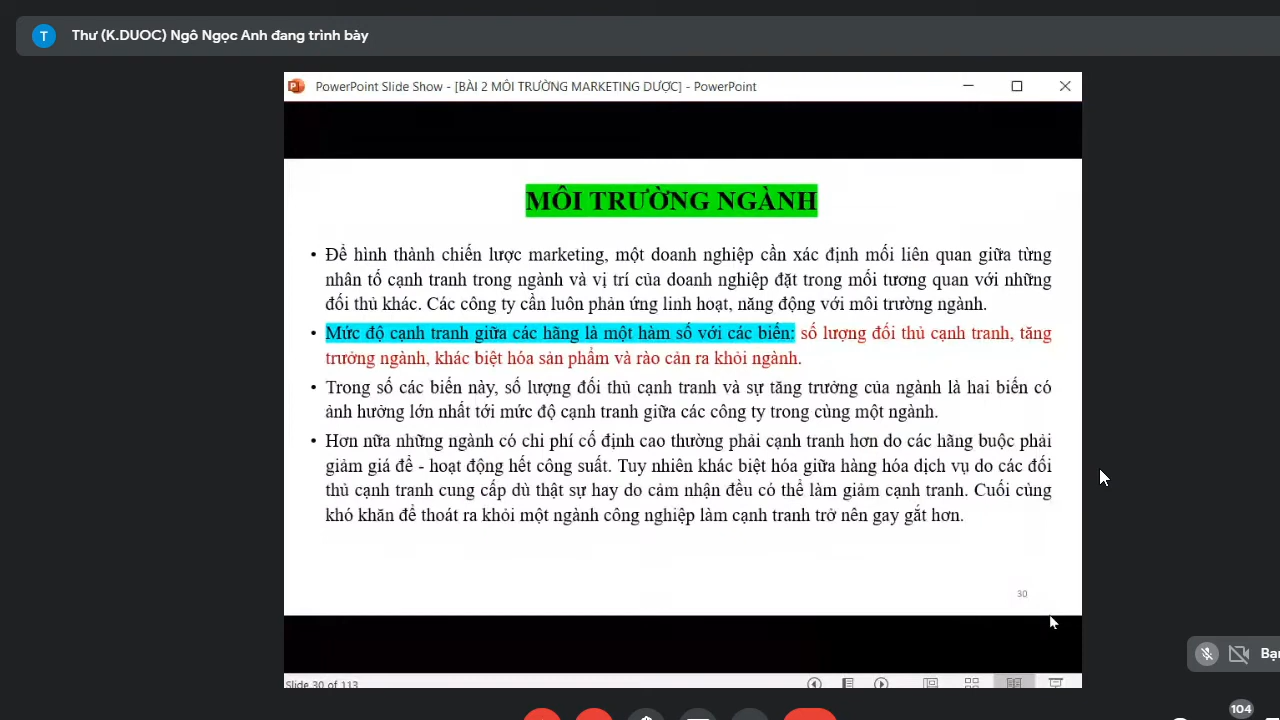 T
Thư (K.DUOC) Ngô Ngọc Anh đang trình bày
PowerPoint Slide Show - [BÀI 2 MÔI TRƯỜNG MARKETING DƯỢC] - PowerPoint
MÔI TRƯỜNG NGÀNH
• Để hình thành chiến lược marketing, một doanh nghiệp cần xác định mối liên quan giữa từng
nhân tố cạnh tranh trong ngành và vị trí của doanh nghiệp đặt trong mối tương quan với những
đối thủ khác. Các công ty cần luôn phản ứng linh hoạt, năng động với môi trường ngành.
• Mức độ cạnh tranh giữa các hãng là một hàm số với các biến: số lượng đối thủ cạnh tranh, tăng
trưởng ngành, khác biệt hóa sản phẩm và rào cản ra khỏi ngành.
• Trong số các biến này, số lượng đối thủ cạnh tranh và sự tăng trưởng của ngành là hai biến có
ảnh hưởng lớn nhất tới mức độ cạnh tranh giữa các công ty trong cùng một ngành.
• Hơn nữa những ngành có chi phí cố định cao thường phải cạnh tranh hơn do các hãng buộc phải
giảm giá để - hoạt động hết công suất. Tuy nhiên khác biệt hóa giữa hàng hóa dịch vụ do các đối
thủ cạnh tranh cung cấp dù thật sự hay do cảm nhận đều có thể làm giảm cạnh tranh. Cuối cùng
khó khăn để thoát ra khỏi một ngành công nghiệp làm cạnh tranh trở nên gay gắt hơn.
30
Slide 30 of 113
Bạ
104